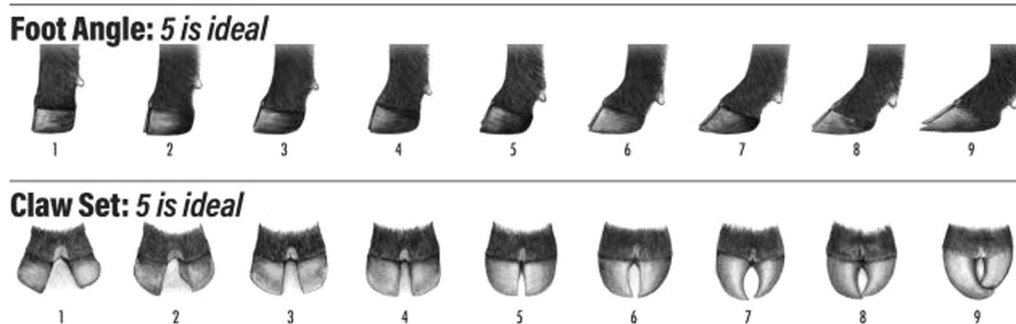 Foot Angle: 5 is ideal
1 2 3 4 5 6 7 8 9
Claw Set: 5 is ideal
1 2 3 4 5 6 7 8 9